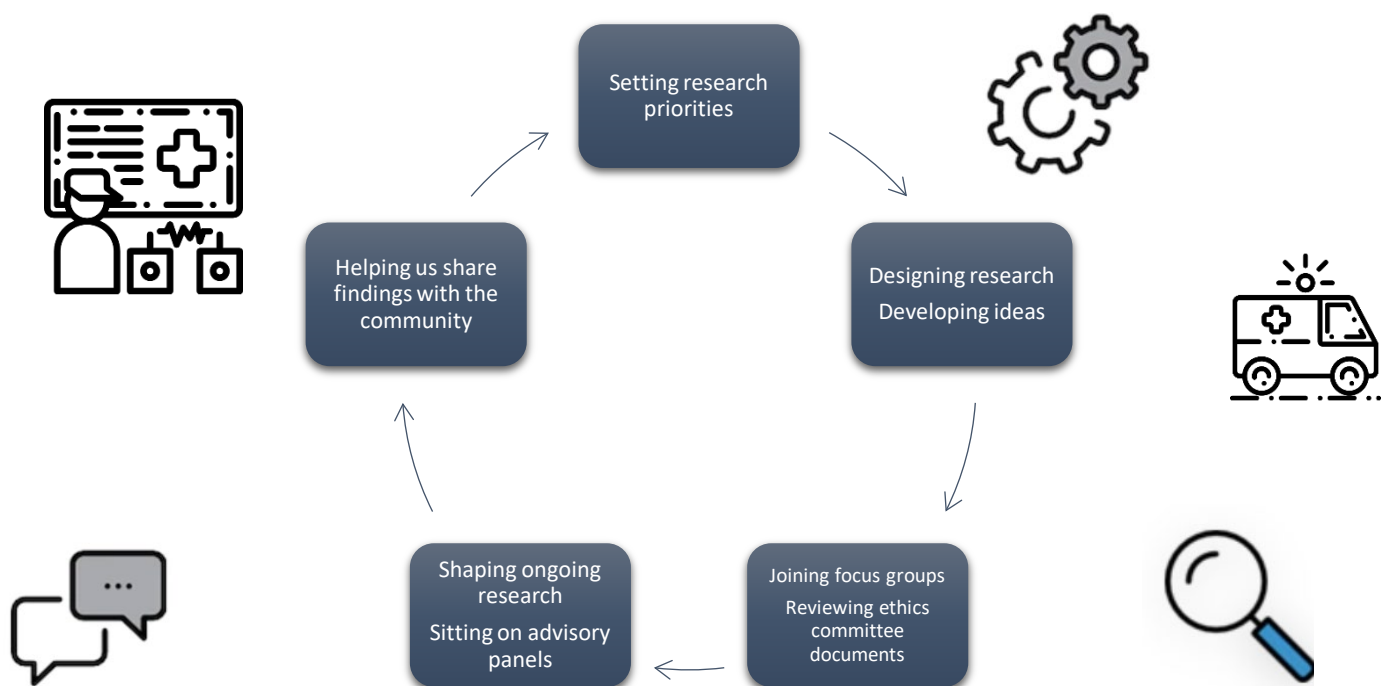 Setting research
priorities
Designing research
Developing ideas
Joining focus groups
Reviewing ethics
committee
documents
Shaping ongoing
research
Sitting on advisory
panels
Helping us share
findings with the
community